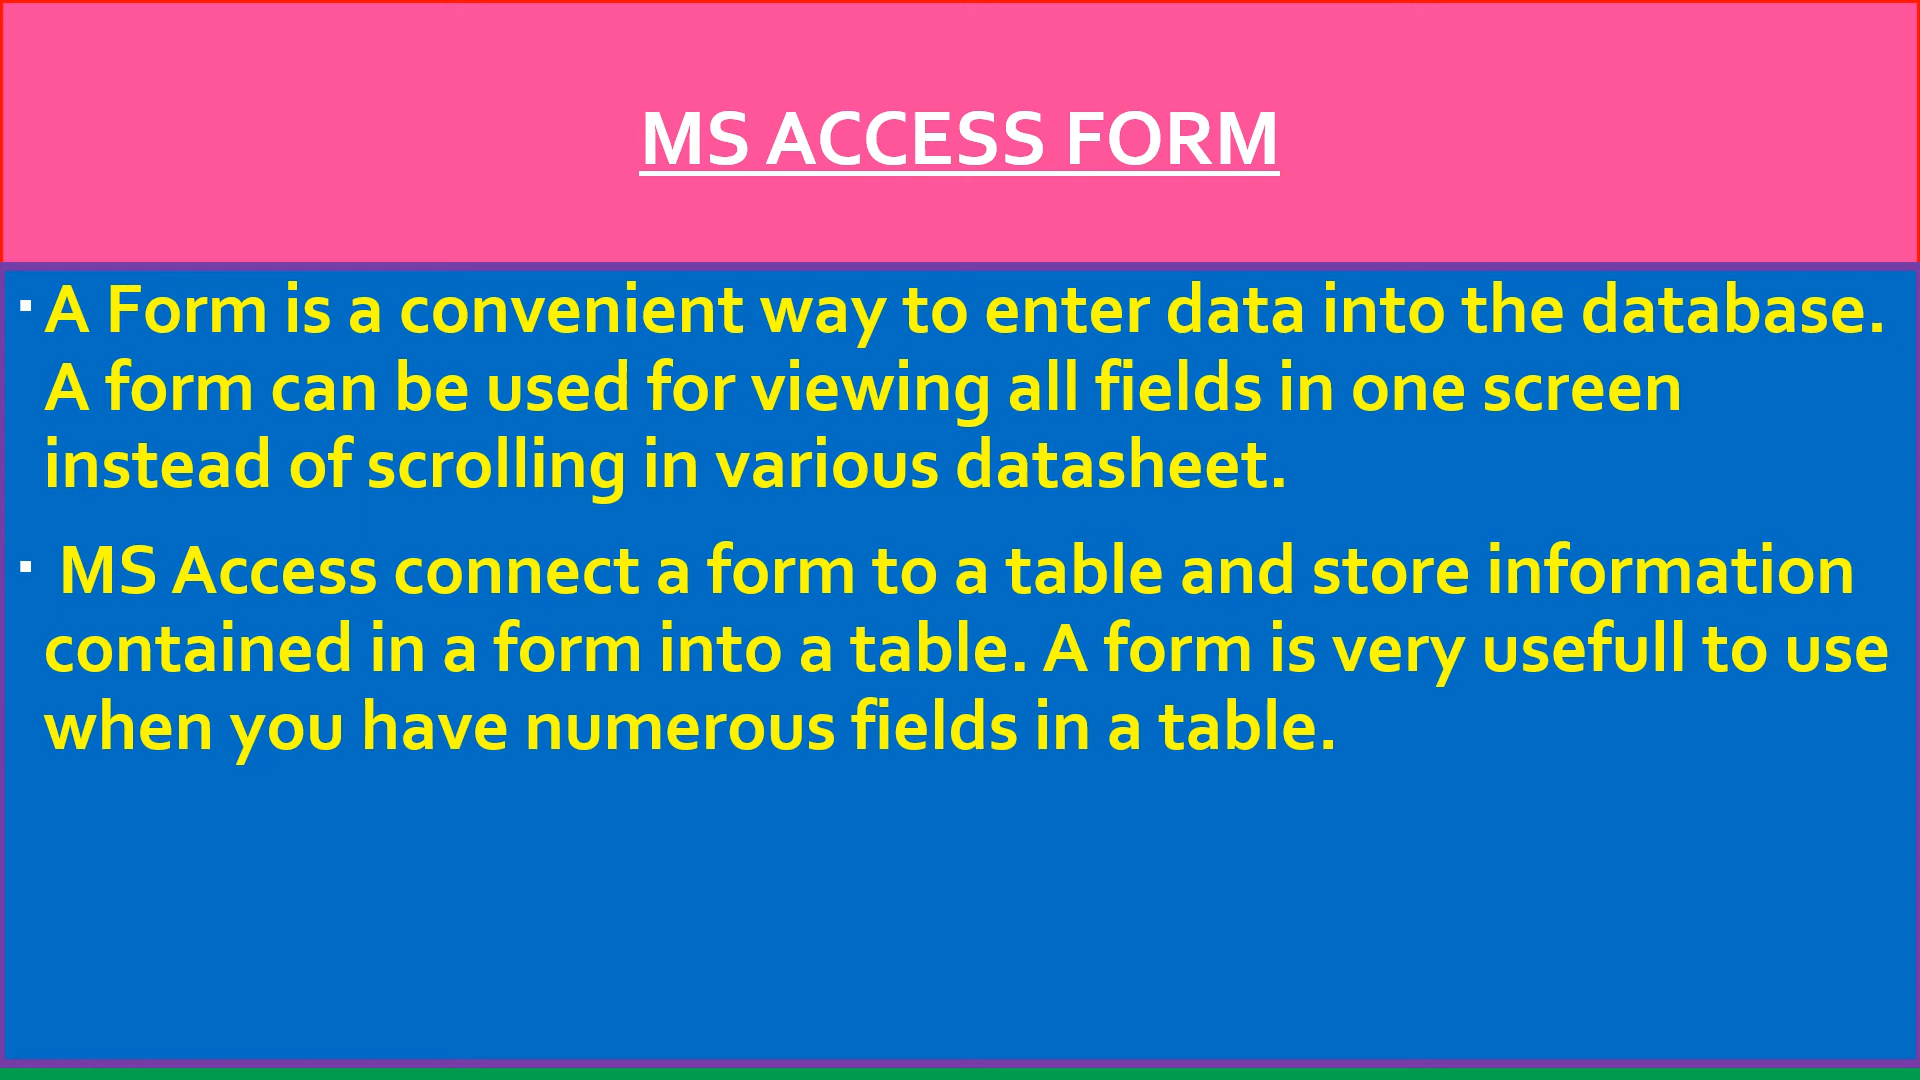 MS ACCESS FORM
▪ A Form is a convenient way to enter data into the database.
A form can be used for viewing all fields in one screen
instead of scrolling in various datasheet.
▪ MS Access connect a form to a table and store information
contained in a form into a table. A form is very usefull to use
when you have numerous fields in a table.